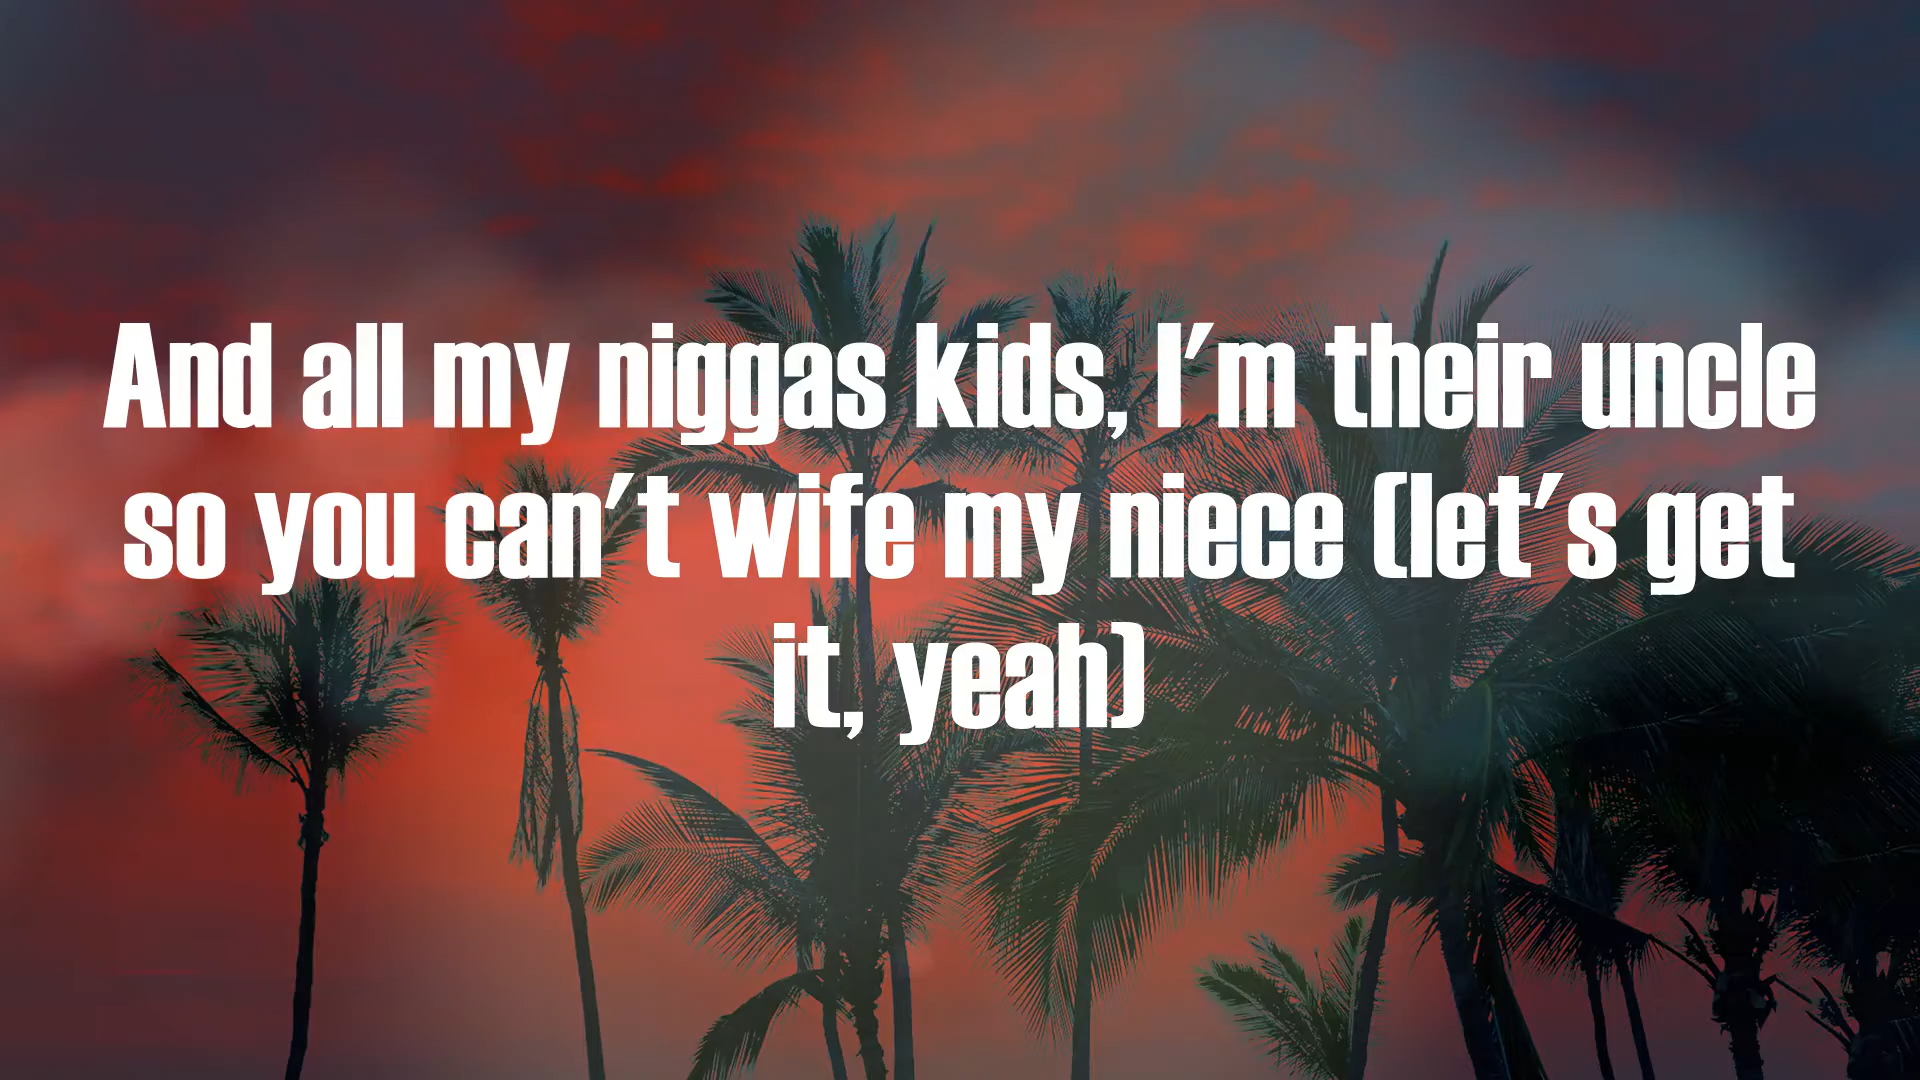 And all my niggas kids, I'm their uncle
so you can't wife my niece (let's get
it, yeah)